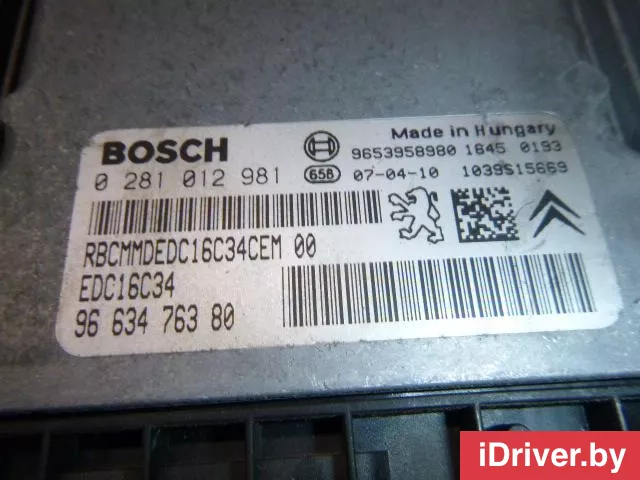 BOSCH
Made in Hungary
9653958980 1645 0193
0 281 012 981 658 07-04-10 1039S15669
RBCMMDEDC16C34CEM 00
EDC16C34
96 634 763 80
iDriver.by